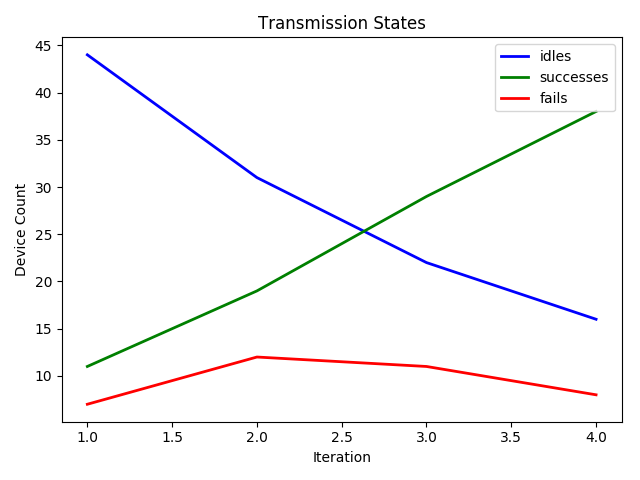 Transmission States
45
40
35
30
25
20
15
10
Device Count
idles
successes
fails
1.0 1.5 2.0 2.5 3.0 3.5 4.0
Iteration